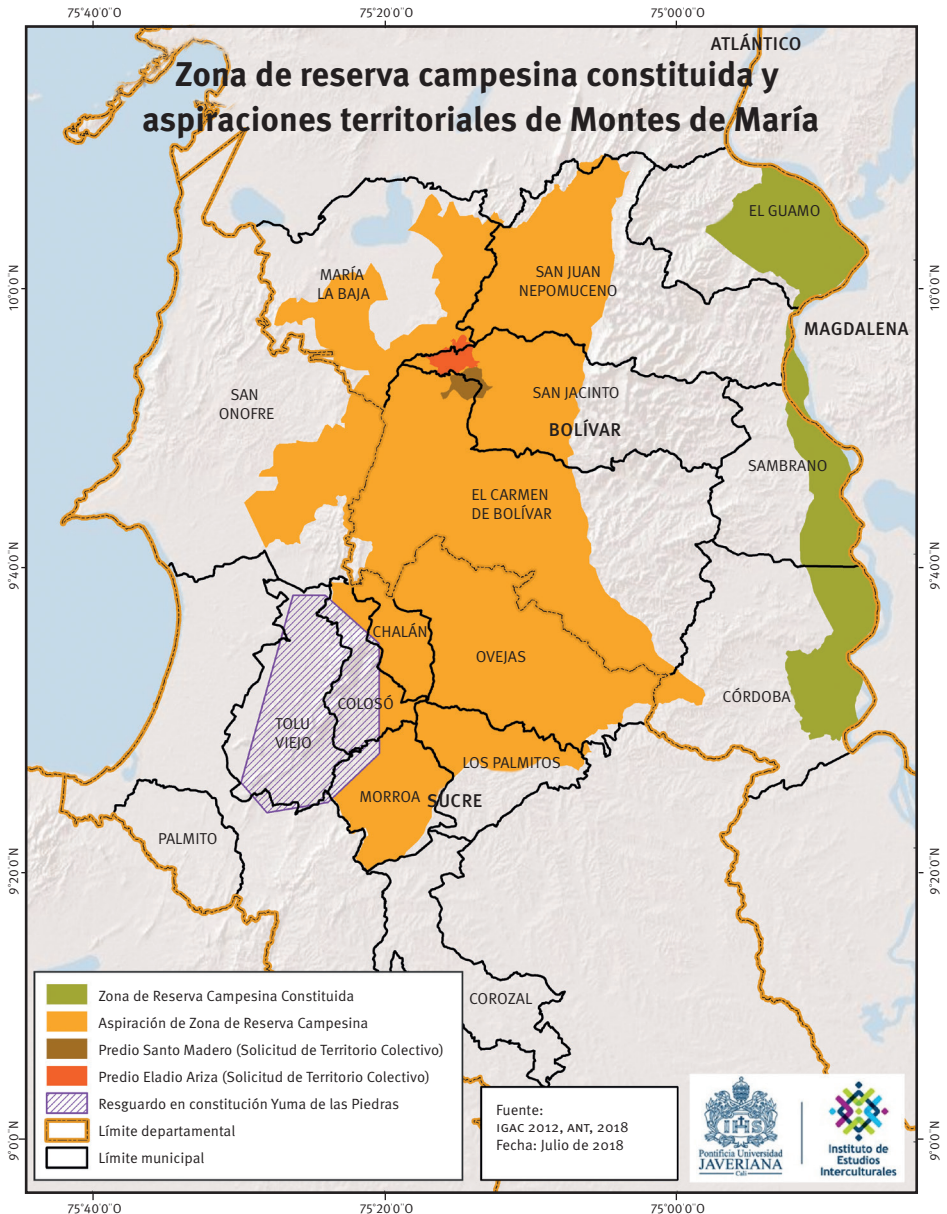 75°40'0"O
75°20'0"O
75°00'0"O
ATLÁNTICO
Zona de reserva campesina constituida y
aspiraciones territoriales de Montes de María
EL GUAMO
MARÍA
LA BAJA
SAN JUAN
NEPOMUCENO
10°00'0"N
10°00'0"N
MAGDALENA
SAN
ONOFRE
SAN JACINTO
BOLÍVAR
SAMBRANO
EL CARMEN
DE BOLÍVAR
9°40'0"N
9°40'0"N
CHALÁN
OVEJAS
COLOSÓ
CÓRDOBA
TOLU
VIEJO
LOS PALMITOS
MORROA
SUCRE
PALMITO
9°20'0"N
9°20'0"N
COROZAL
Zona de Reserva Campesina Constituida
Aspiración de Zona de Reserva Campesina
Predio Santo Madero (Solicitud de Territorio Colectivo)
Predio Eladio Ariza (Solicitud de Territorio Colectivo)
Resguardo en constitución Yuma de las Piedras
Límite departamental
Límite municipal
Fuente:
IGAC 2012, ANT, 2018
Fecha: Julio de 2018
IHS
Pontificia Universidad
JAVERIANA
Cali
Instituto de
Estudios
Interculturales
9°00'0"N
9°00'0"N
75°40'0"O
75°20'0"O
75°00'0"O